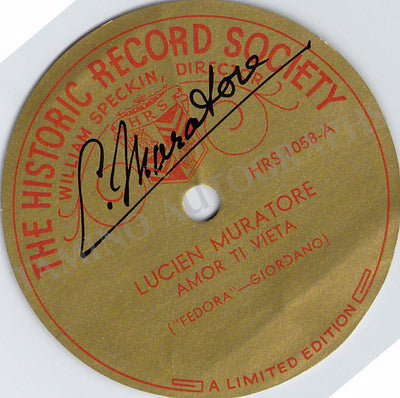 THE HISTORIC RECORD SOCIETY
WILLIAM SPECKIN, DIRECTOR
HRS
L. Muratore
HRS 1053-A
LUCIEN MURATORE
AMOR TI VIETA
("FEDORA"—GIORDANO)
A LIMITED EDITION